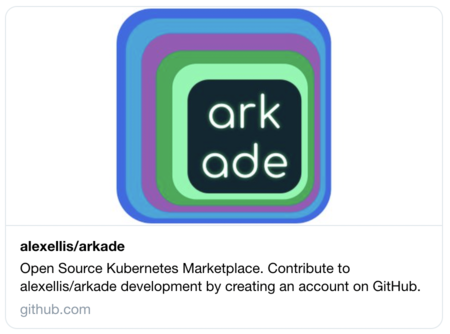 ark
ade
alexellis/arkade
Open Source Kubernetes Marketplace. Contribute to
alexellis/arkade development by creating an account on GitHub.
github.com